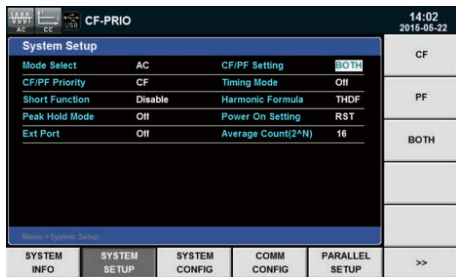 AC CC USB CF-PRIO 14:02
2015-05-22
System Setup
Mode Select AC CF/PF Setting BOTH
CF/PF Priority CF Timing Mode Off
Short Function Disable Harmonic Formula THDF
Peak Hold Mode Off Power On Setting RST
Ext Port Off Average Count(2^N) 16
Menu > System Setup
CF
PF
BOTH
SYSTEM INFO
SYSTEM SETUP
SYSTEM CONFIG
COMM CONFIG
PARALLEL SETUP
>>